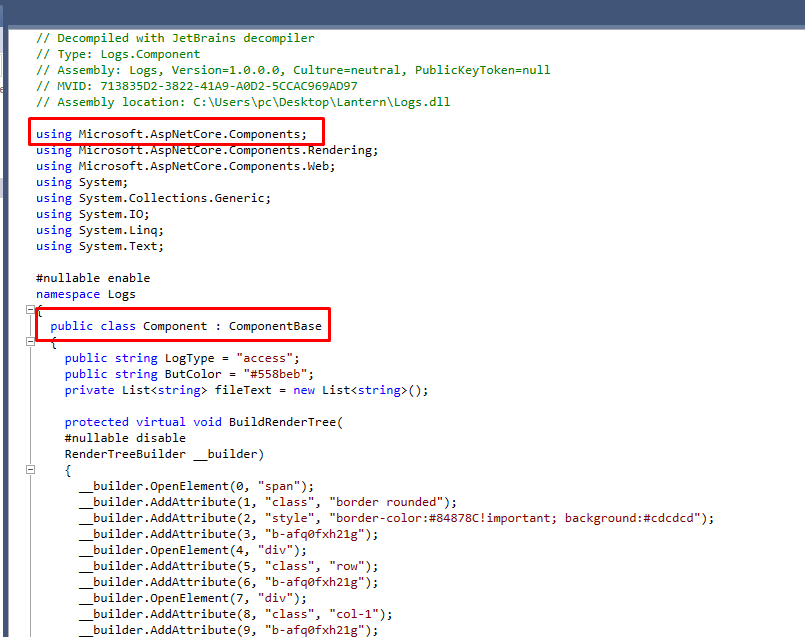 // Decompiled with JetBrains decompiler
// Type: Logs.Component
// Assembly: Logs, Version=1.0.0.0, Culture=neutral, PublicKeyToken=null
// MVID: 713835D2-3822-41A9-A0D2-5CCAC969AD97
// Assembly location: C:\Users\pc\Desktop\Lantern\Logs.dll
using Microsoft.AspNetCore.Components;
using Microsoft.AspNetCore.Components.Rendering;
using Microsoft.AspNetCore.Components.Web;
using System;
using System.Collections.Generic;
using System.IO;
using System.Linq;
using System.Text;
#nullable enable
namespace Logs
{
public class Component : ComponentBase
{
public string LogType = "access";
public string ButColor = "#558beb";
private List<string> fileText = new List<string>();
protected virtual void BuildRenderTree(
#nullable disable
RenderTreeBuilder __builder)
{
__builder.OpenElement(0, "span");
__builder.AddAttribute(1, "class", "border rounded");
__builder.AddAttribute(2, "style", "border-color:#84878C!important; background:#cdcdcd");
__builder.AddAttribute(3, "b-afq0fxh21g");
__builder.OpenElement(4, "div");
__builder.AddAttribute(5, "class", "row");
__builder.AddAttribute(6, "b-afq0fxh21g");
__builder.OpenElement(7, "div");
__builder.AddAttribute(8, "class", "col-1");
__builder.AddAttribute(9, "b-afq0fxh21g");